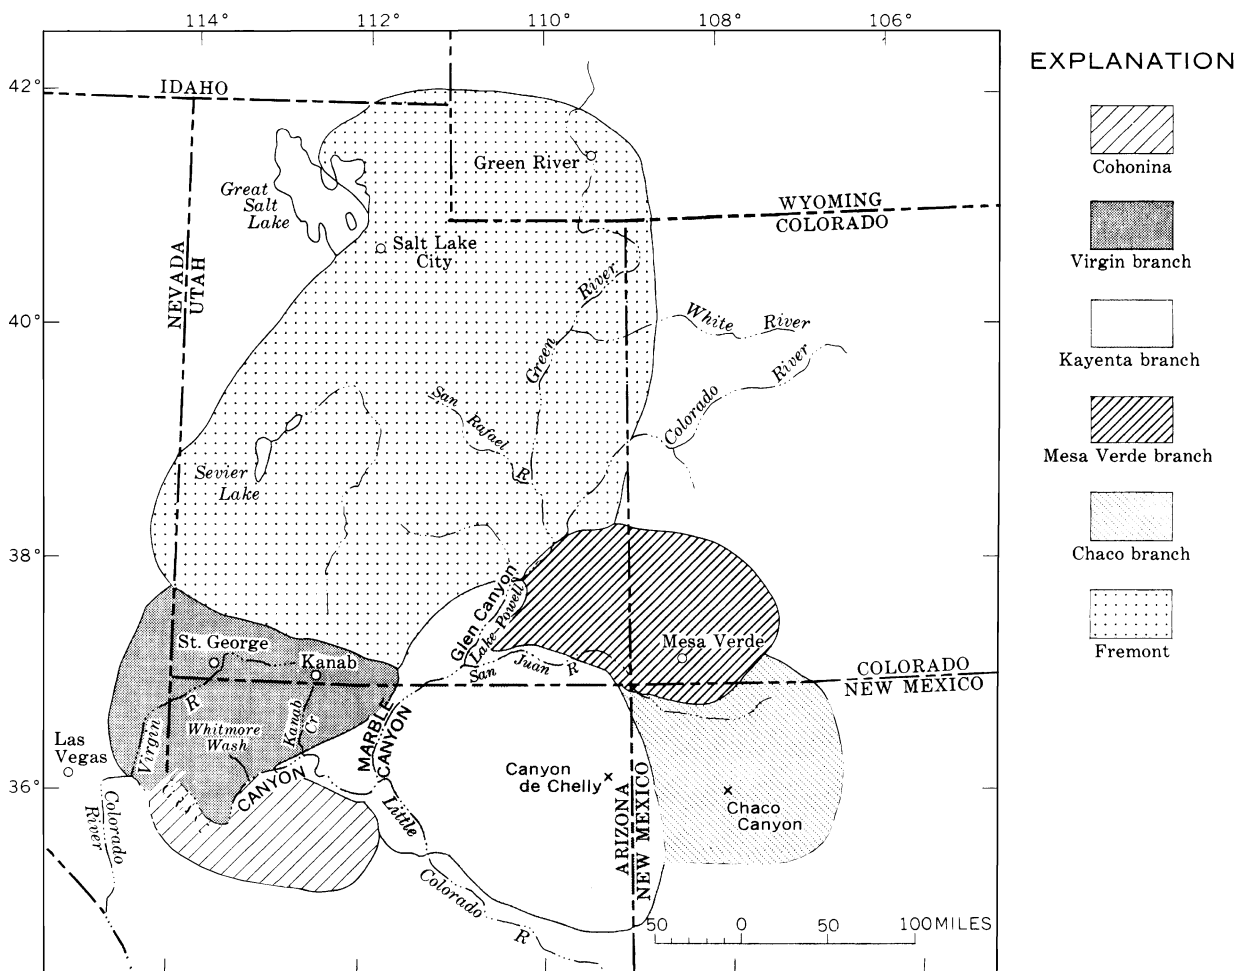 114°
112°
110°
108°
106°
EXPLANATION
42°
IDAHO
Green River
Cohonina
Great
Salt
Lake
WYOMING
COLORADO
Salt Lake
City
NEVADA
UTAH
Virgin branch
River
40°
White River
Green
Kayenta branch
River
Colorado
San
Rafael
R
Sevier
Lake
Mesa Verde branch
38°
Chaco branch
Glen Canyon
Lake Powell
St. George
Kanab
Mesa Verde
Fremont
San Juan R
COLORADO
NEW MEXICO
Virgin
R
Kanab
Cr
Whitmore
Wash
MARBLE
CANYON
Las
Vegas
36°
CANYON
Canyon
de Chelly
Chaco
Canyon
Colorado
River
Little
Colorado
R
ARIZONA
NEW MEXICO
50 0 50 100 MILES